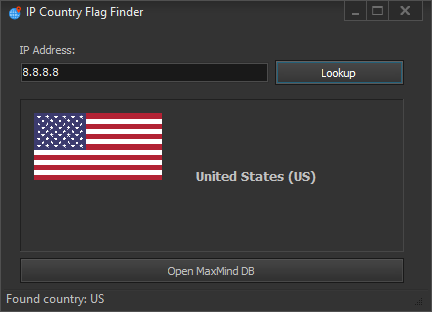 IP Country Flag Finder
IP Address:
8.8.8.8
Lookup
United States (US)
Open MaxMind DB
Found country: US